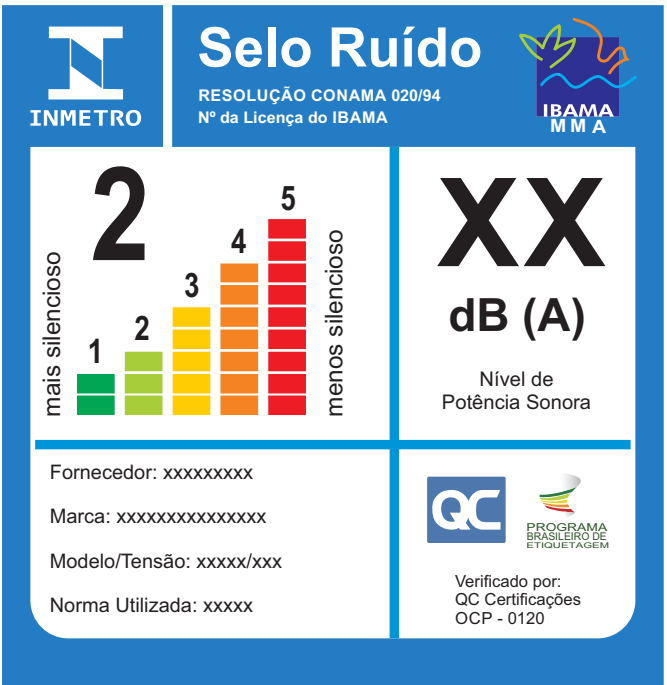 INMETRO
Selo Ruído
RESOLUÇÃO CONAMA 020/94
Nº da Licença do IBAMA
IBAMA
MMA
2
mais silencioso
1
2
3
4
5
menos silencioso
XX
dB (A)
Nível de
Potência Sonora
Fornecedor: xxxxxxxxx
Marca: xxxxxxxxxxxxxxx
Modelo/Tensão: xxxxx/xxx
Norma Utilizada: xxxxx
QC
PROGRAMA
BRASILEIRO DE
ETIQUETAGEM
Verificado por:
QC Certificações
OCP - 0120